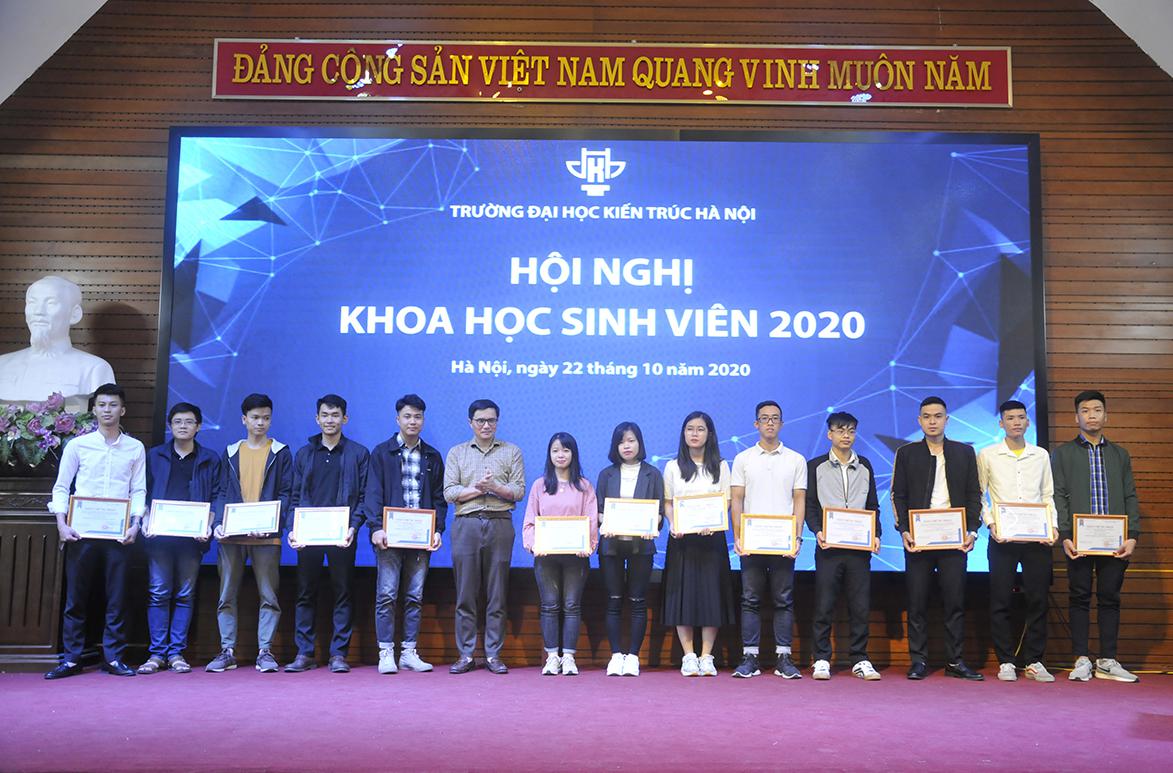 ĐẢNG CỘNG SẢN VIỆT NAM QUANG VINH MUÔN NĂM
TRƯỜNG ĐẠI HỌC KIẾN TRÚC HÀ NỘI
HỘI NGHỊ
KHOA HỌC SINH VIÊN 2020
Hà Nội, ngày 22 tháng 10 năm 2020